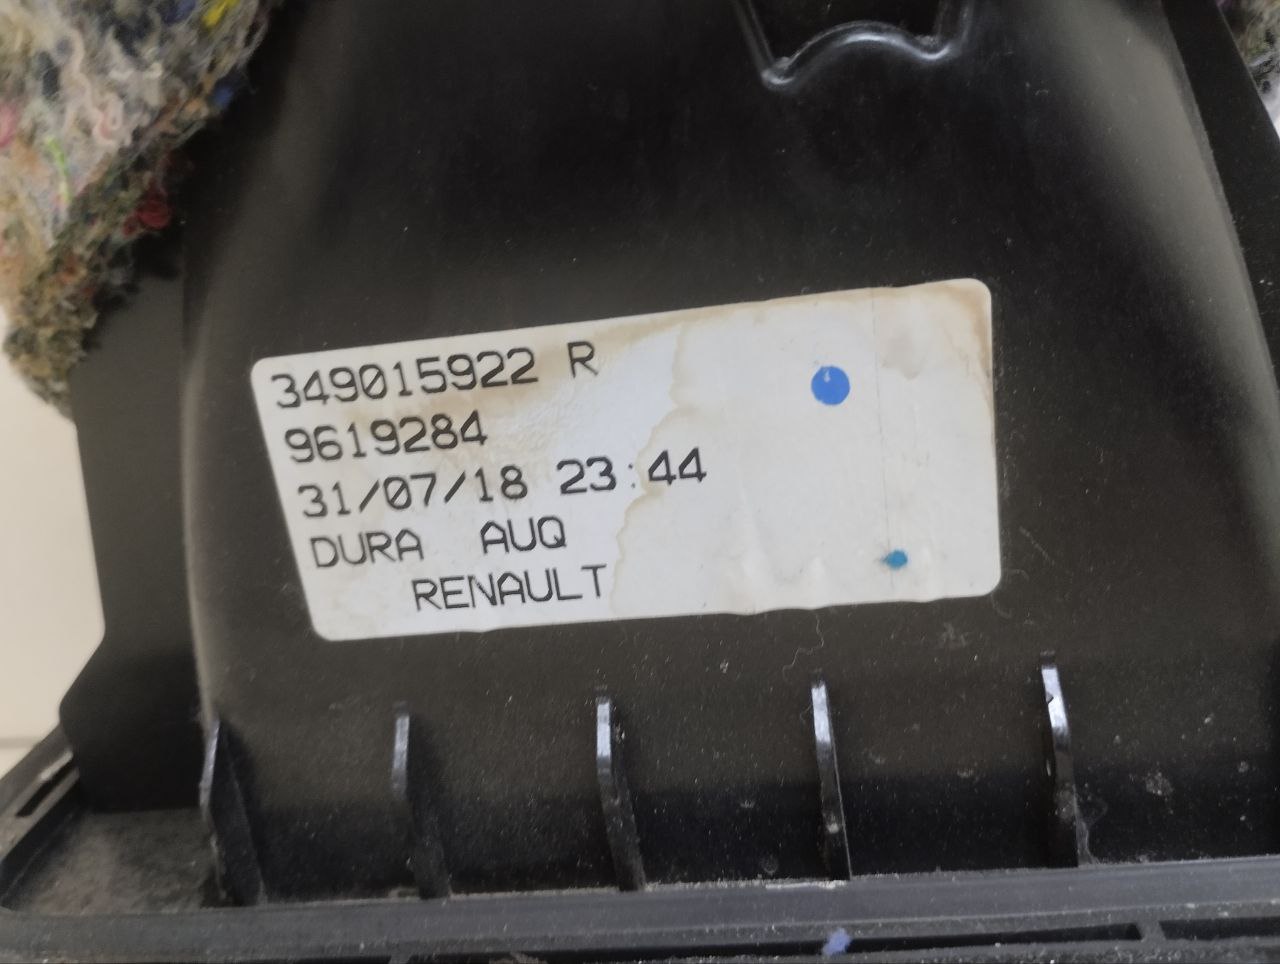 349015922 R
9619284
31/07/18 23:44
DURA AUQ
RENAULT